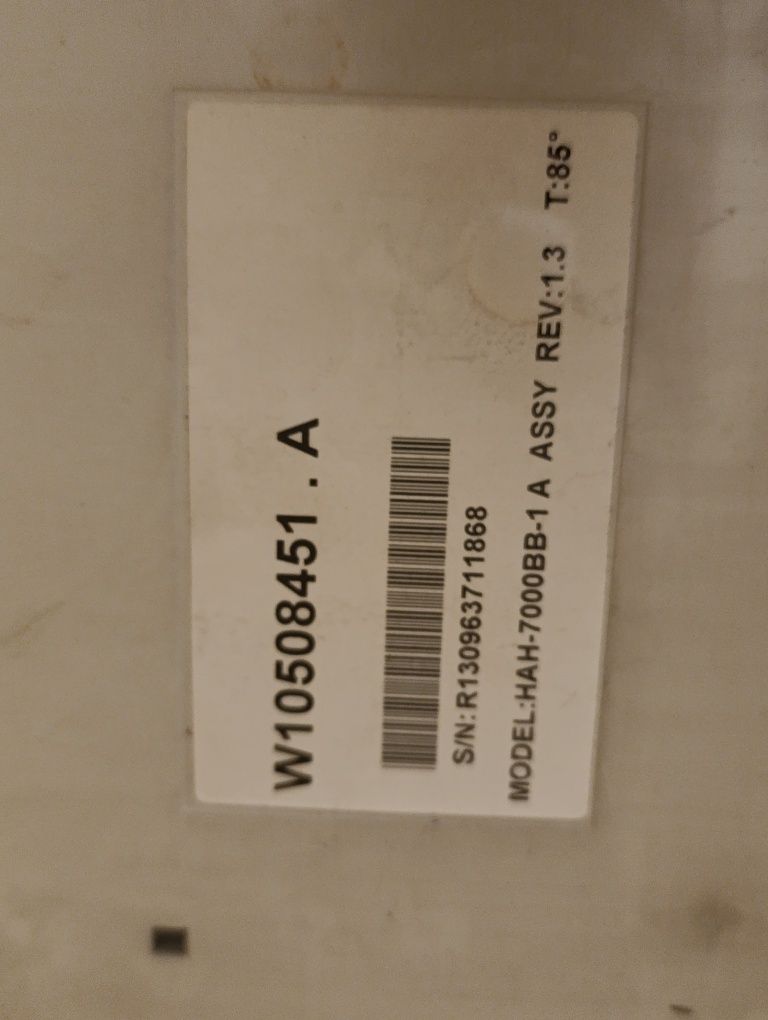 W10508451 . A
S/N:R130963711868
MODEL:HAH-7000BB-1 A ASSY REV:1.3 T:85°